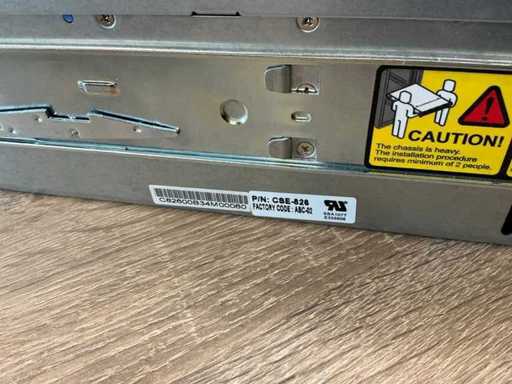 CAUTION!
The chassis is heavy.
The installation procedure
requires minimum of 2 people.
C82600B34M00060
P/N: CSE-826
FACTORY CODE : ABC-02